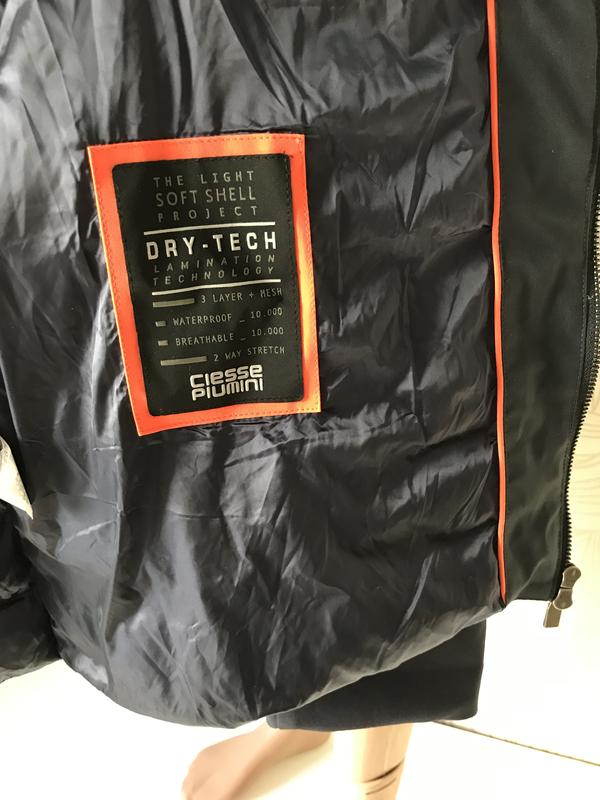 THE LIGHT
SOFT SHELL
PROJECT
DRY-TECH
LAMINATION
TECHNOLOGY
3 LAYER + MESH
WATERPROOF _ 10.000
BREATHABLE _ 10.000
2 WAY STRETCH
CIESSE
PIUMINI